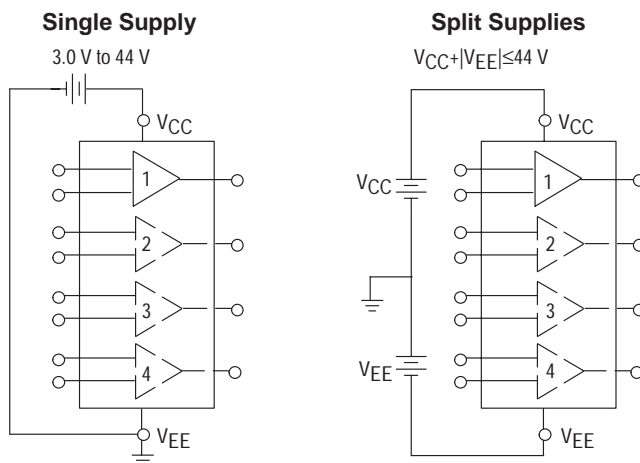 Single Supply
3.0 V to 44 V
VCC
1
2
3
4
VEE
Split Supplies
VCC+|VEE|≤44 V
VCC
VCC
1
2
3
4
VEE
VEE